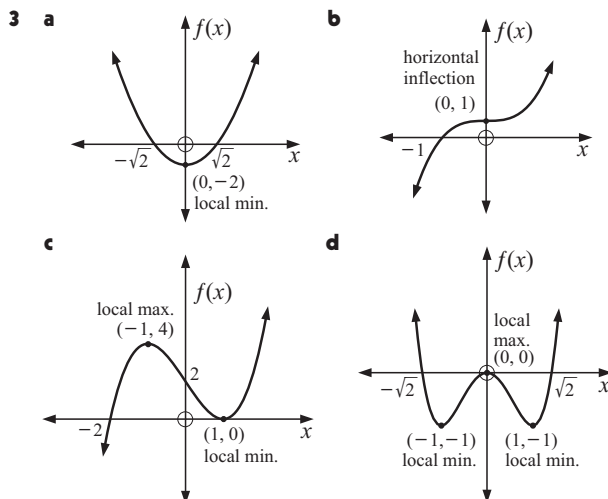 3 a
f(x)
−√2
√2
x
(0, −2)
local min.
b
f(x)
horizontal
inflection
(0, 1)
−1
x
c
f(x)
local max.
(−1, 4)
2
−2
(1, 0)
local min.
x
d
f(x)
local
max.
(0, 0)
−√2
√2
x
(−1, −1)
local min.
(1, −1)
local min.